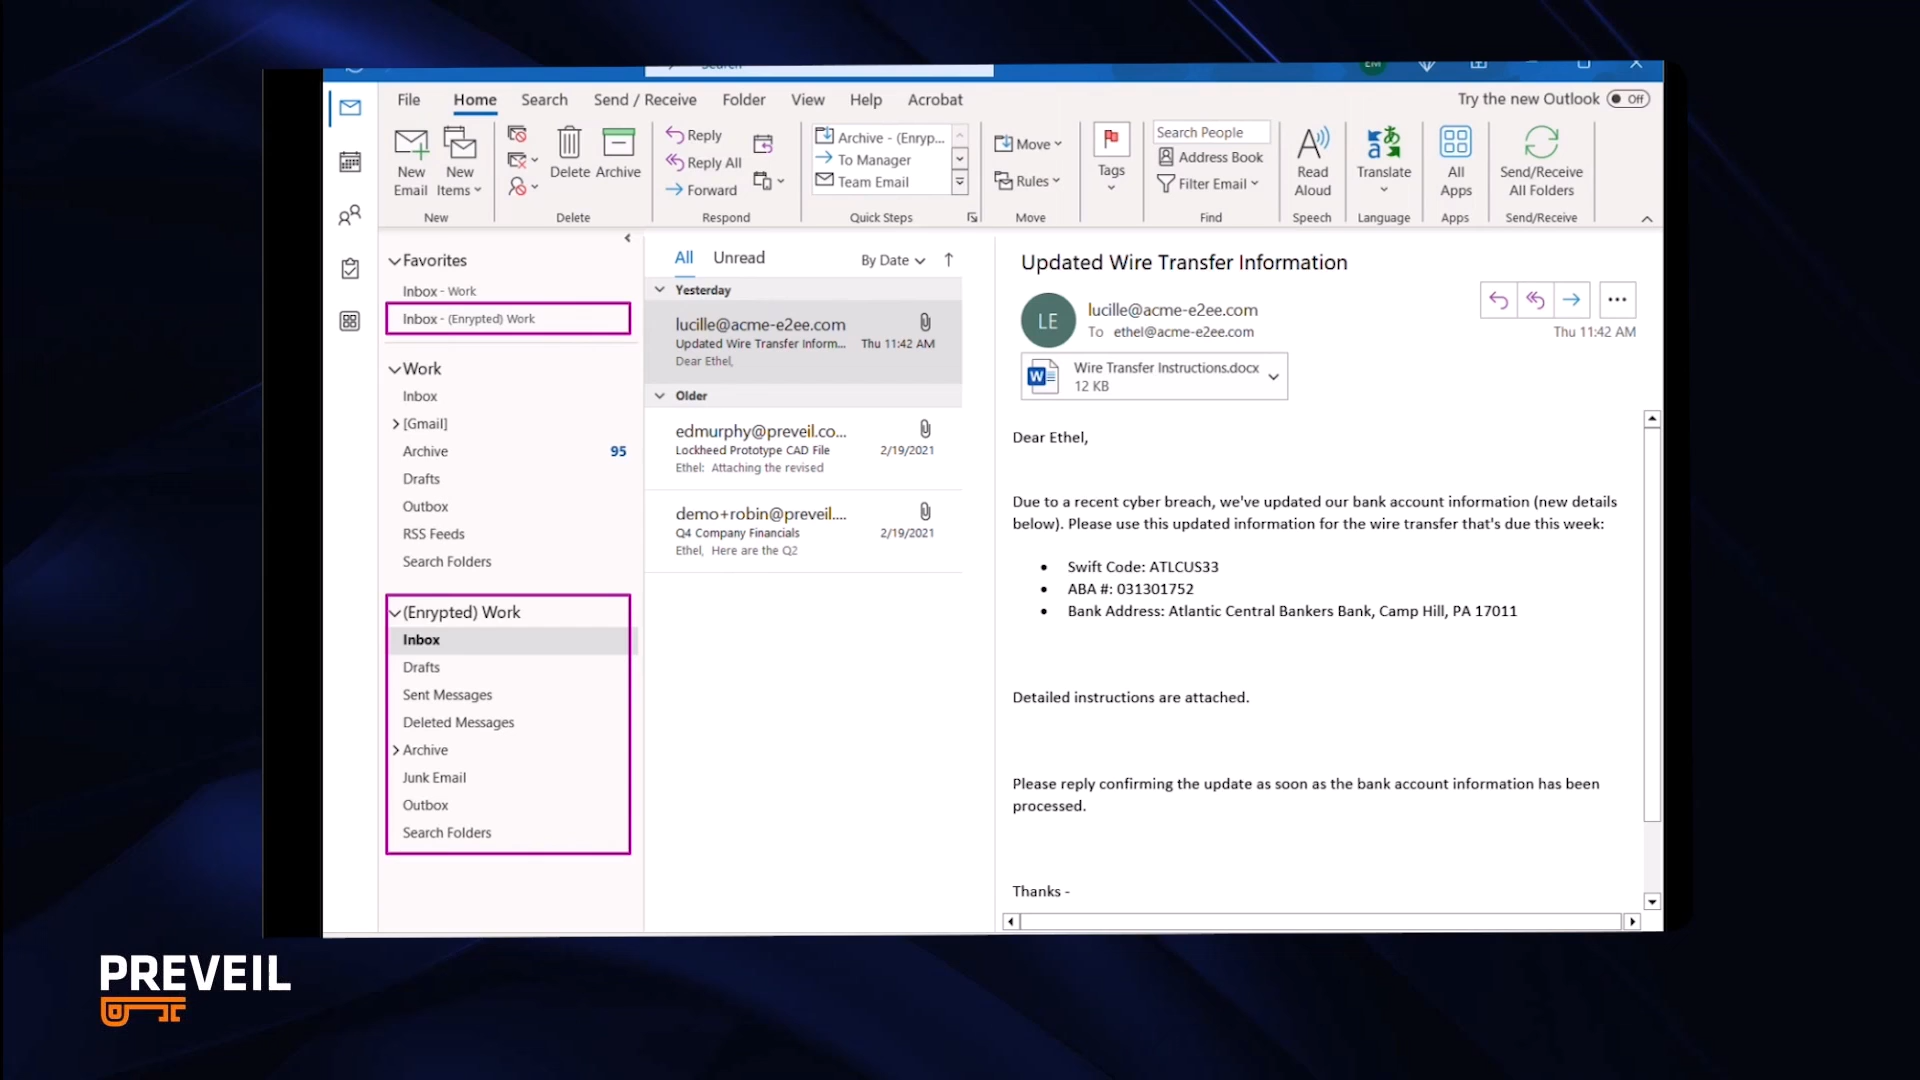 Search
EM
File Home Search Send / Receive Folder View Help Acrobat
Try the new Outlook Off
New Email
New Items
New
Delete
Archive
Delete
Reply
Reply All
Forward
Respond
Archive - (Enryp...
To Manager
Team Email
Quick Steps
Move
Rules
Move
Tags
Search People
Address Book
Filter Email
Find
Read Aloud
Speech
Translate
Language
All Apps
Apps
Send/Receive All Folders
Send/Receive
Favorites
Inbox - Work
Inbox - (Enrypted) Work
Work
Inbox
[Gmail]
Archive 95
Drafts
Outbox
RSS Feeds
Search Folders
(Enrypted) Work
Inbox
Drafts
Sent Messages
Deleted Messages
Archive
Junk Email
Outbox
Search Folders
All Unread By Date
Yesterday
lucille@acme-e2ee.com
Updated Wire Transfer Inform... Thu 11:42 AM
Dear Ethel,
Older
edmurphy@preveil.co...
Lockheed Prototype CAD File 2/19/2021
Ethel: Attaching the revised
demo+robin@preveil....
Q4 Company Financials 2/19/2021
Ethel, Here are the Q2
Updated Wire Transfer Information
LE
lucille@acme-e2ee.com
To ethel@acme-e2ee.com
Thu 11:42 AM
Wire Transfer Instructions.docx
12 KB
Dear Ethel,
Due to a recent cyber breach, we've updated our bank account information (new details
below). Please use this updated information for the wire transfer that's due this week:
• Swift Code: ATLCUS33
• ABA #: 031301752
• Bank Address: Atlantic Central Bankers Bank, Camp Hill, PA 17011
Detailed instructions are attached.
Please reply confirming the update as soon as the bank account information has been
processed.
Thanks -
PREVEIL